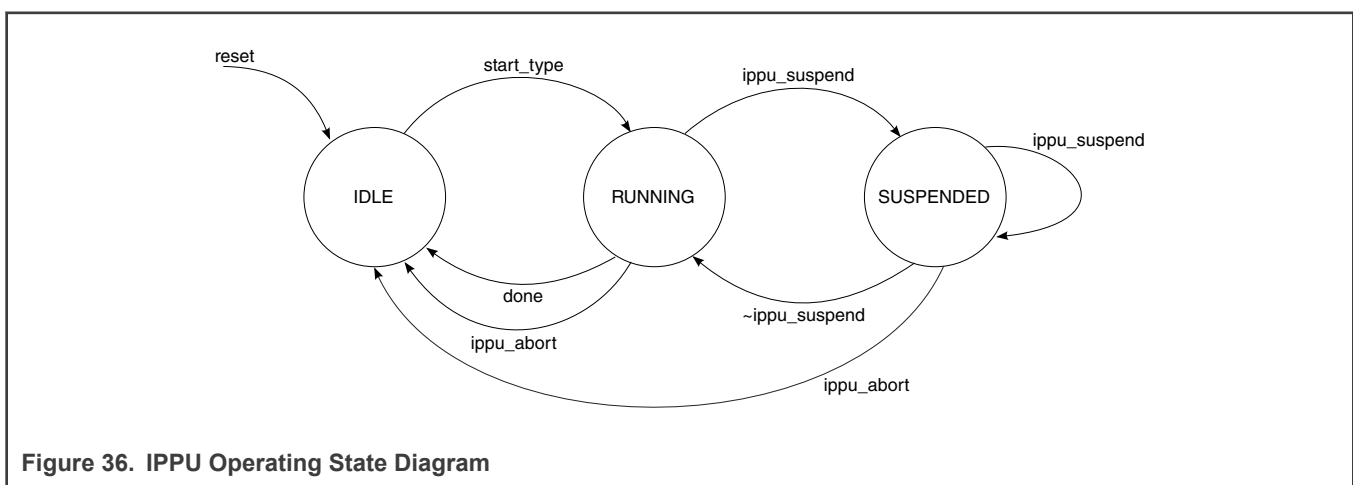 reset
start_type
ippu_suspend
ippu_suspend
IDLE
RUNNING
SUSPENDED
done
~ippu_suspend
ippu_abort
ippu_abort
Figure 36. IPPU Operating State Diagram